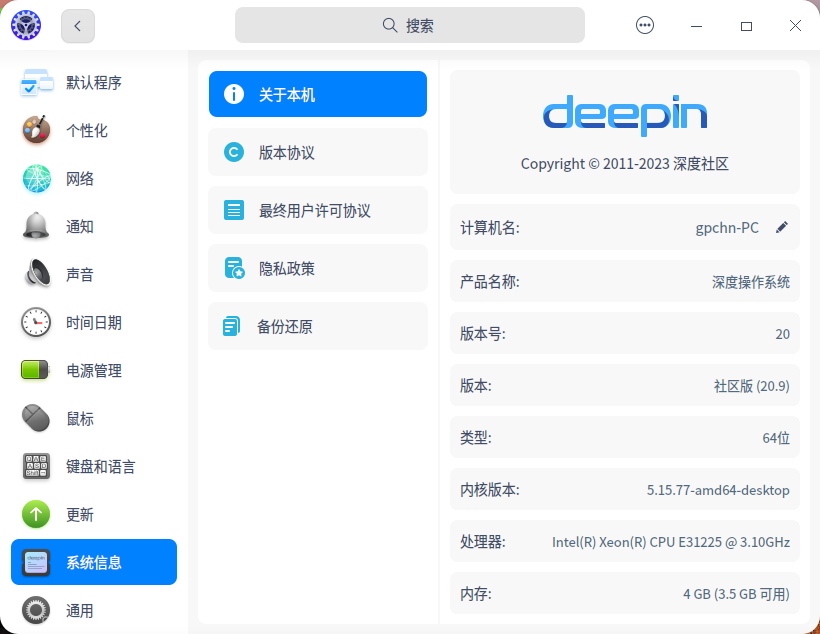 搜索
默认程序
个性化
网络
通知
声音
时间日期
电源管理
鼠标
键盘和语言
更新
系统信息
通用
关于本机
版本协议
最终用户许可协议
隐私政策
备份还原
deepin
Copyright © 2011-2023 深度社区
计算机名: gpchn-PC
产品名称: 深度操作系统
版本号: 20
版本: 社区版 (20.9)
类型: 64位
内核版本: 5.15.77-amd64-desktop
处理器: Intel(R) Xeon(R) CPU E31225 @ 3.10GHz
内存: 4 GB (3.5 GB 可用)